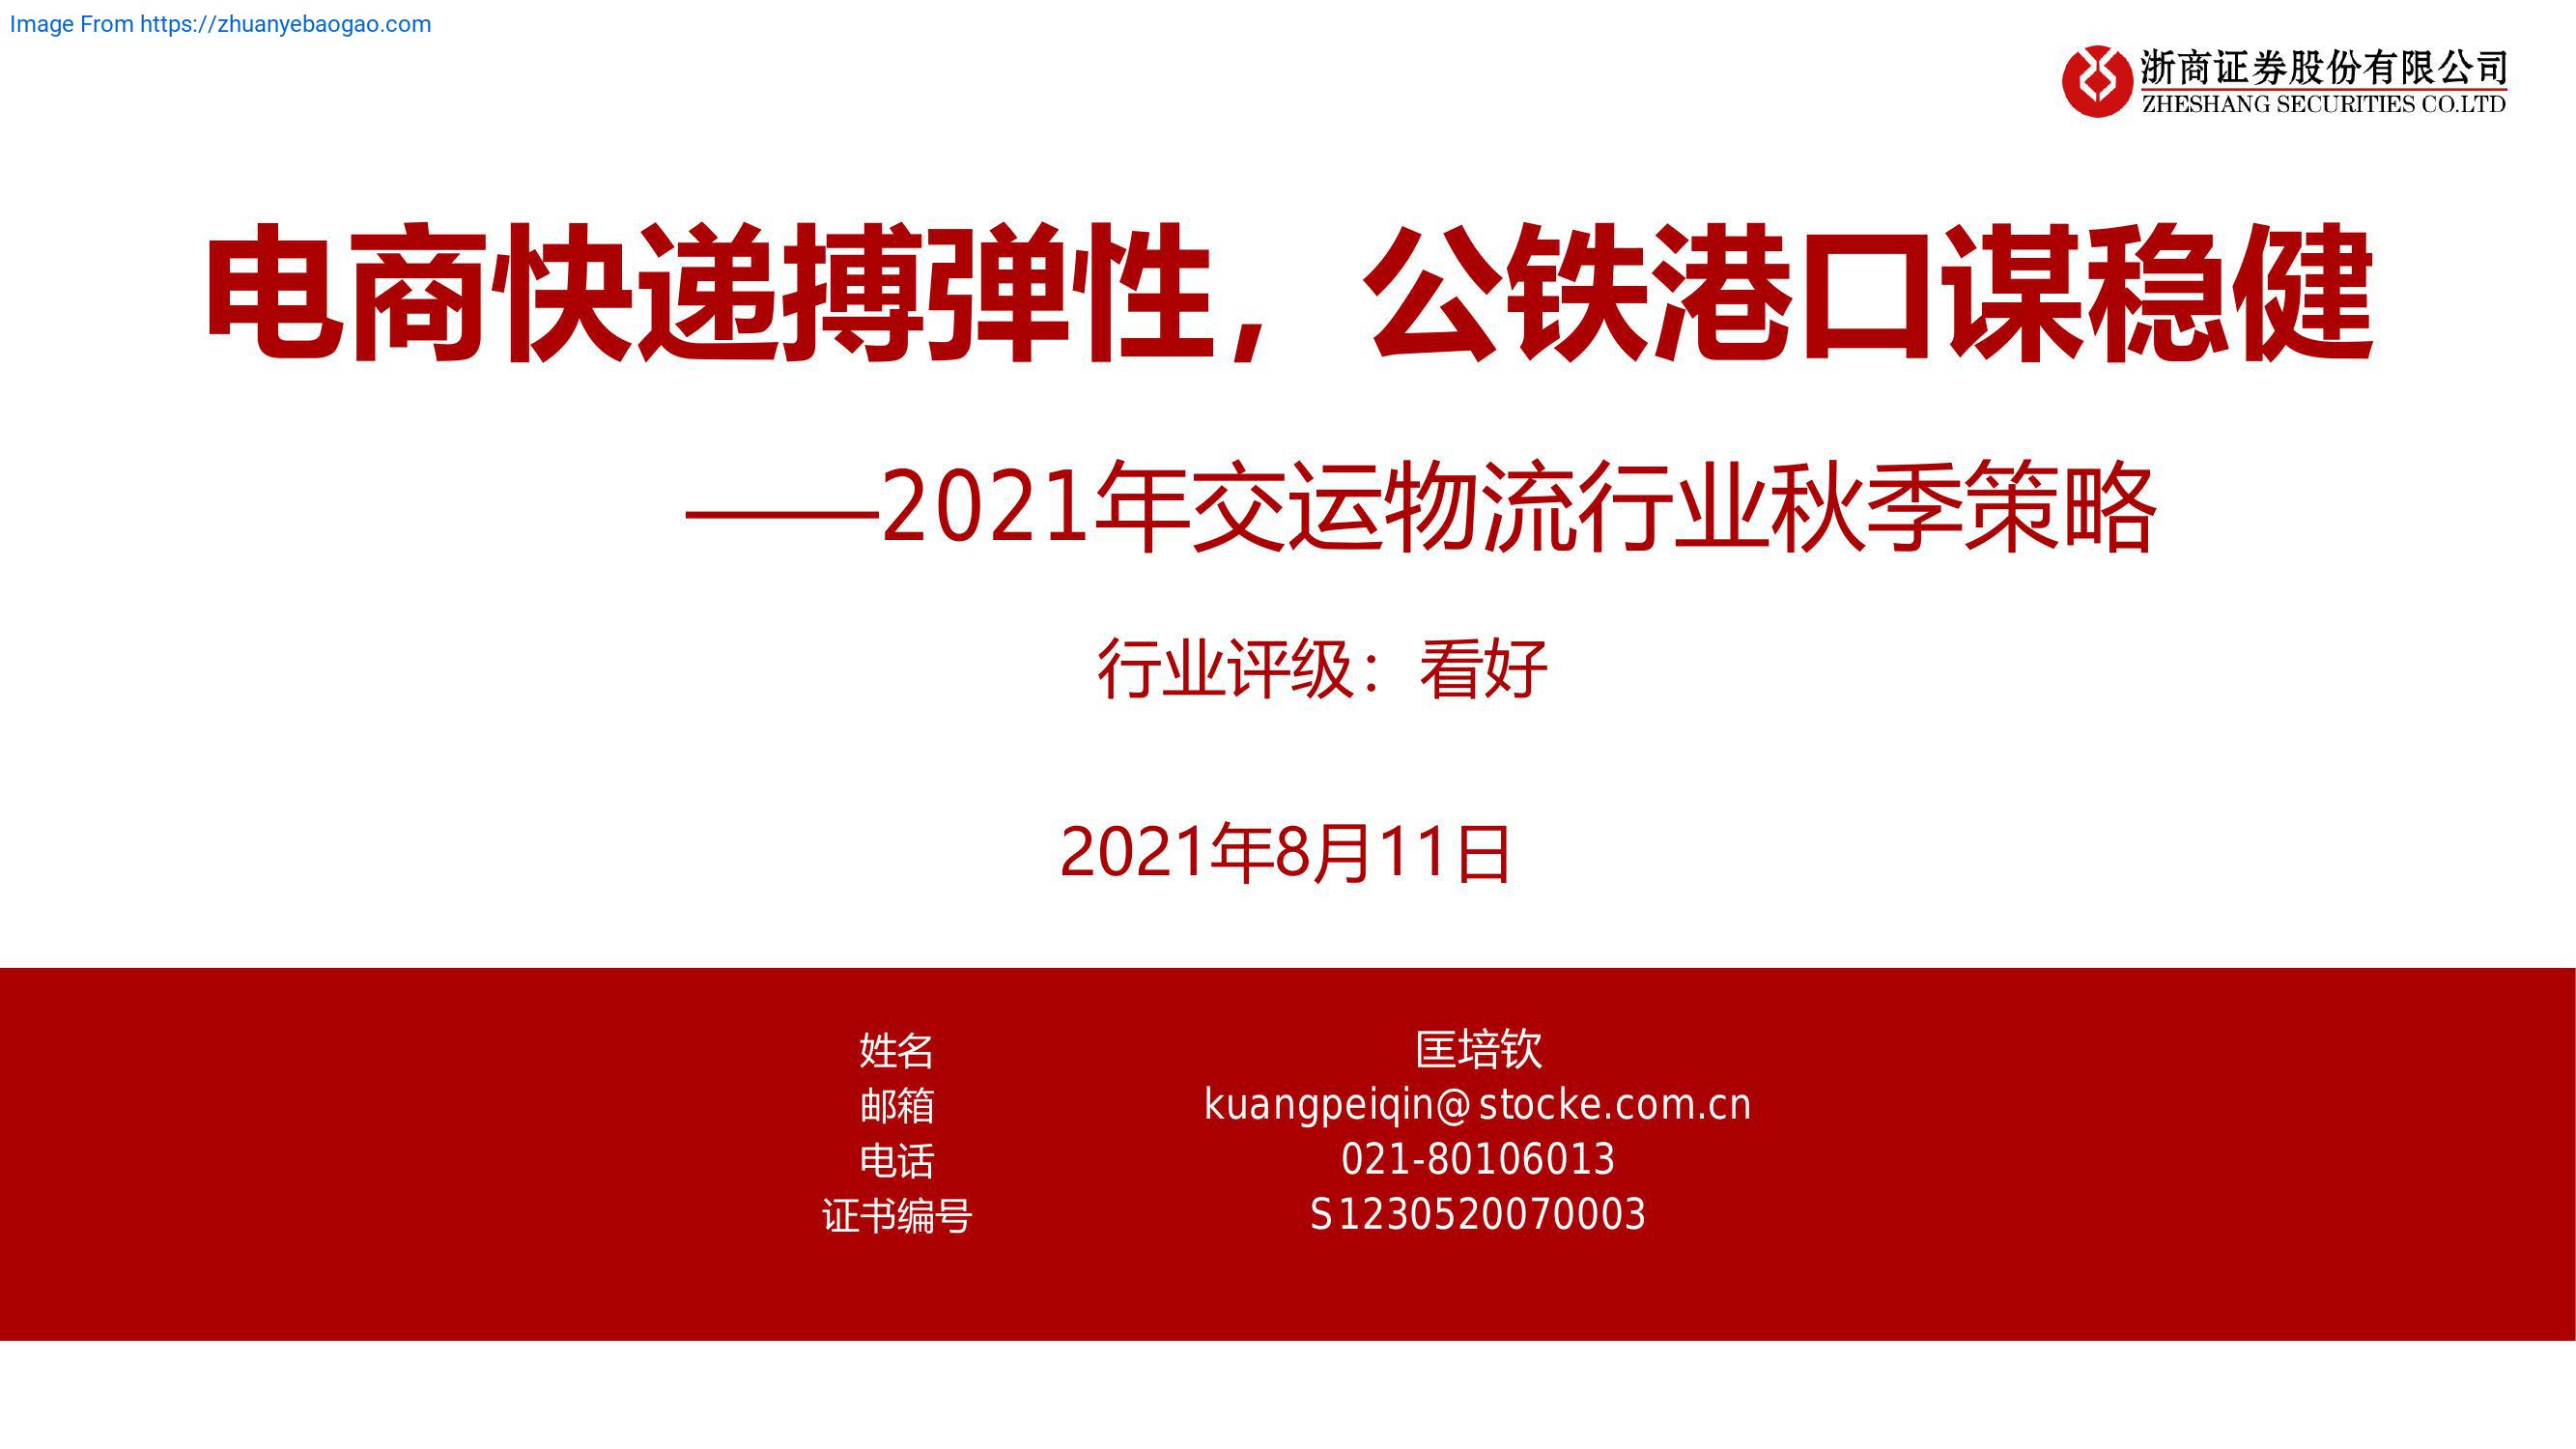 Image From https://zhuanyebaogao.com
浙商证券股份有限公司
ZHESHANG SECURITIES CO.LTD
电商快递搏弹性，公铁港口谋稳健
——2021年交运物流行业秋季策略
行业评级：看好
2021年8月11日
姓名 匡培钦
邮箱 kuangpeiqin@stocke.com.cn
电话 021-80106013
证书编号 S1230520070003